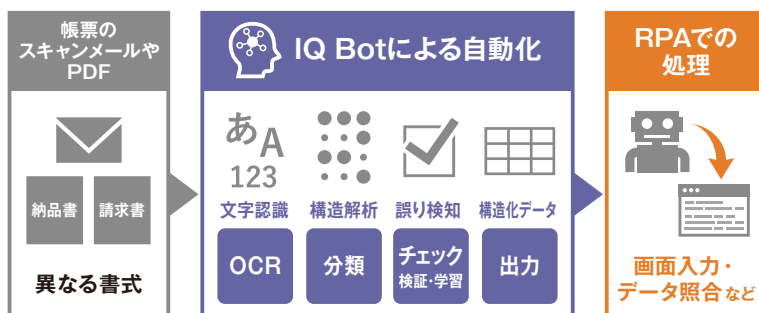 帳票の
スキャンメールや
PDF
納品書
請求書
異なる書式
IQ Botによる自動化
あA
123
文字認識
構造解析
誤り検知
構造化データ
OCR
分類
チェック
検証・学習
出力
RPAでの
処理
画面入力・
データ照合 など